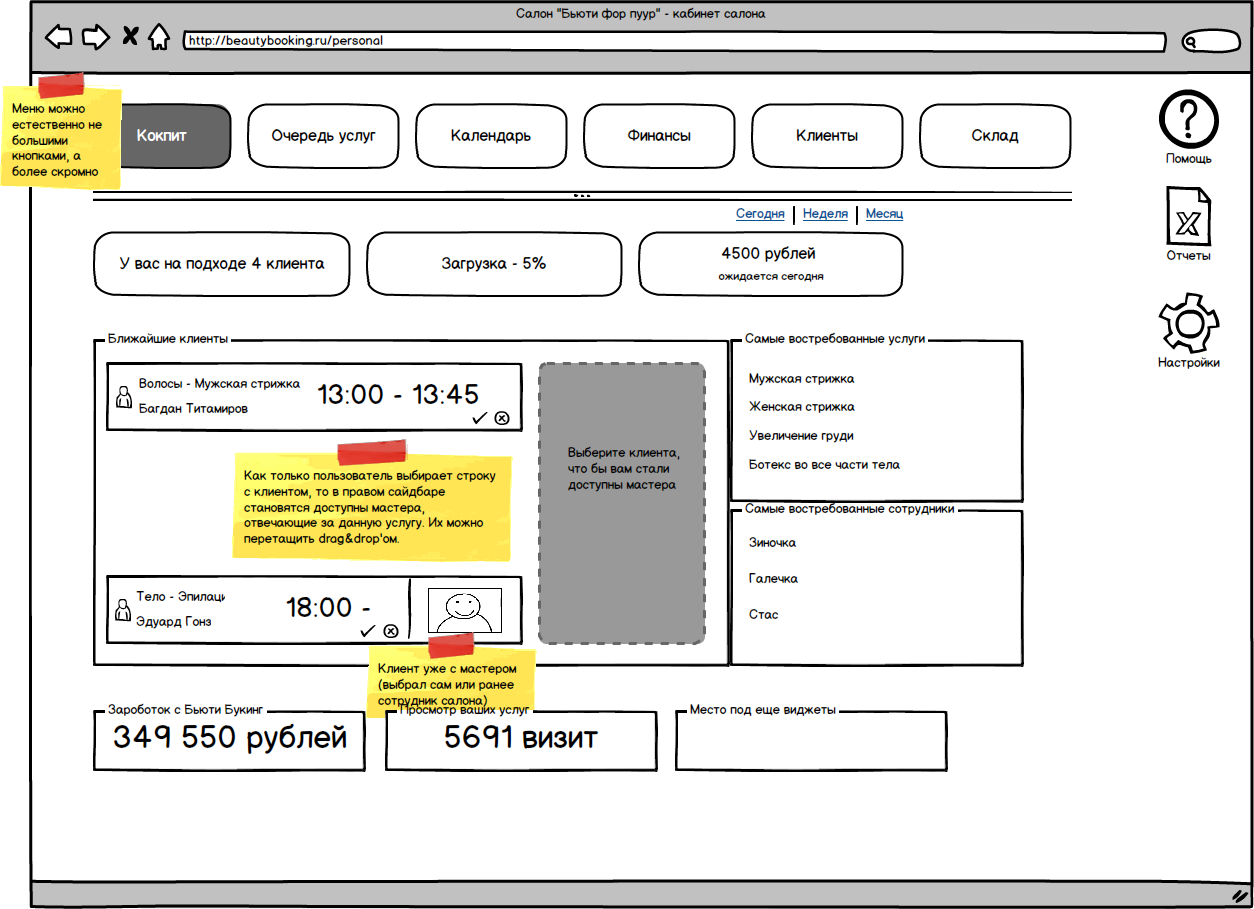 Салон "Бьюти фор пуур" - кабинет салона
http://beautybooking.ru/personal
Меню можно
естественно не
большими
кнопками, а
более скромно
Кокпит
Очередь услуг
Календарь
Финансы
Клиенты
Склад
Помощь
Отчеты
Настройки
Сегодня
Неделя
Месяц
У вас на подходе 4 клиента
Загрузка - 5%
4500 рублей
ожидается сегодня
Ближайшие клиенты
Волосы - Мужская стрижка
Багдан Титамиров
13:00 - 13:45
Как только пользователь выбирает строку
с клиентом, то в правом сайдбаре
становятся доступны мастера,
отвечающие за данную услугу. Их можно
перетащить drag&drop'ом.
Тело - Эпиляци
Эдуард Гонз
18:00 -
Выберите клиента,
что бы вам стали
доступны мастера
Клиент уже с мастером
(выбрал сам или ранее
сотрудник салона)
Самые востребованные услуги
Мужская стрижка
Женская стрижка
Увеличение груди
Ботекс во все части тела
Самые востребованные сотрудники
Зиночка
Галечка
Стас
Зароботок с Бьюти Букинг
349 550 рублей
Просмотр ваших услуг
5691 визит
Место под еще виджеты